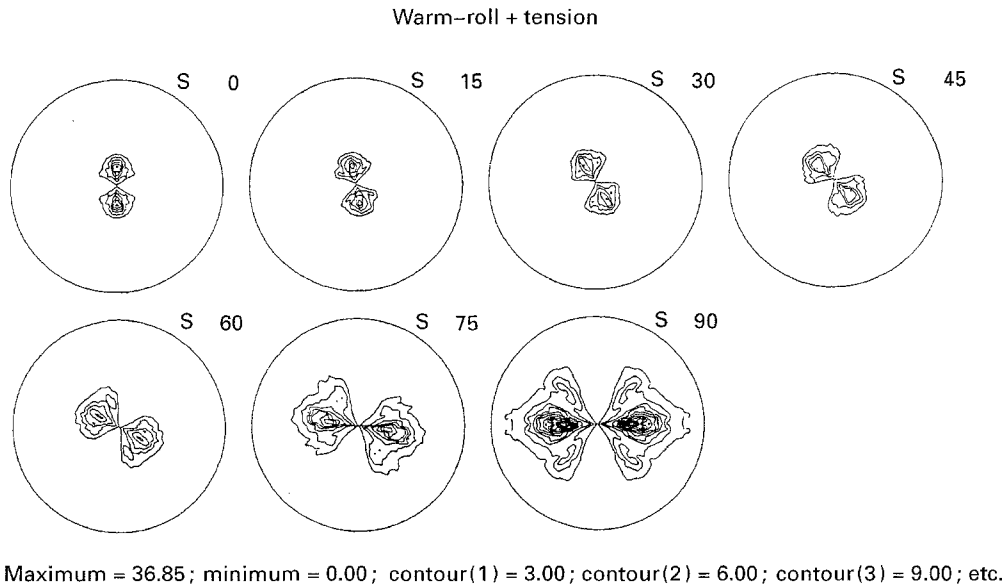 Warm-roll + tension
S 0
S 15
S 30
S 45
S 60
S 75
S 90
Maximum = 36.85; minimum = 0.00; contour(1) = 3.00; contour(2) = 6.00; contour(3) = 9.00; etc.